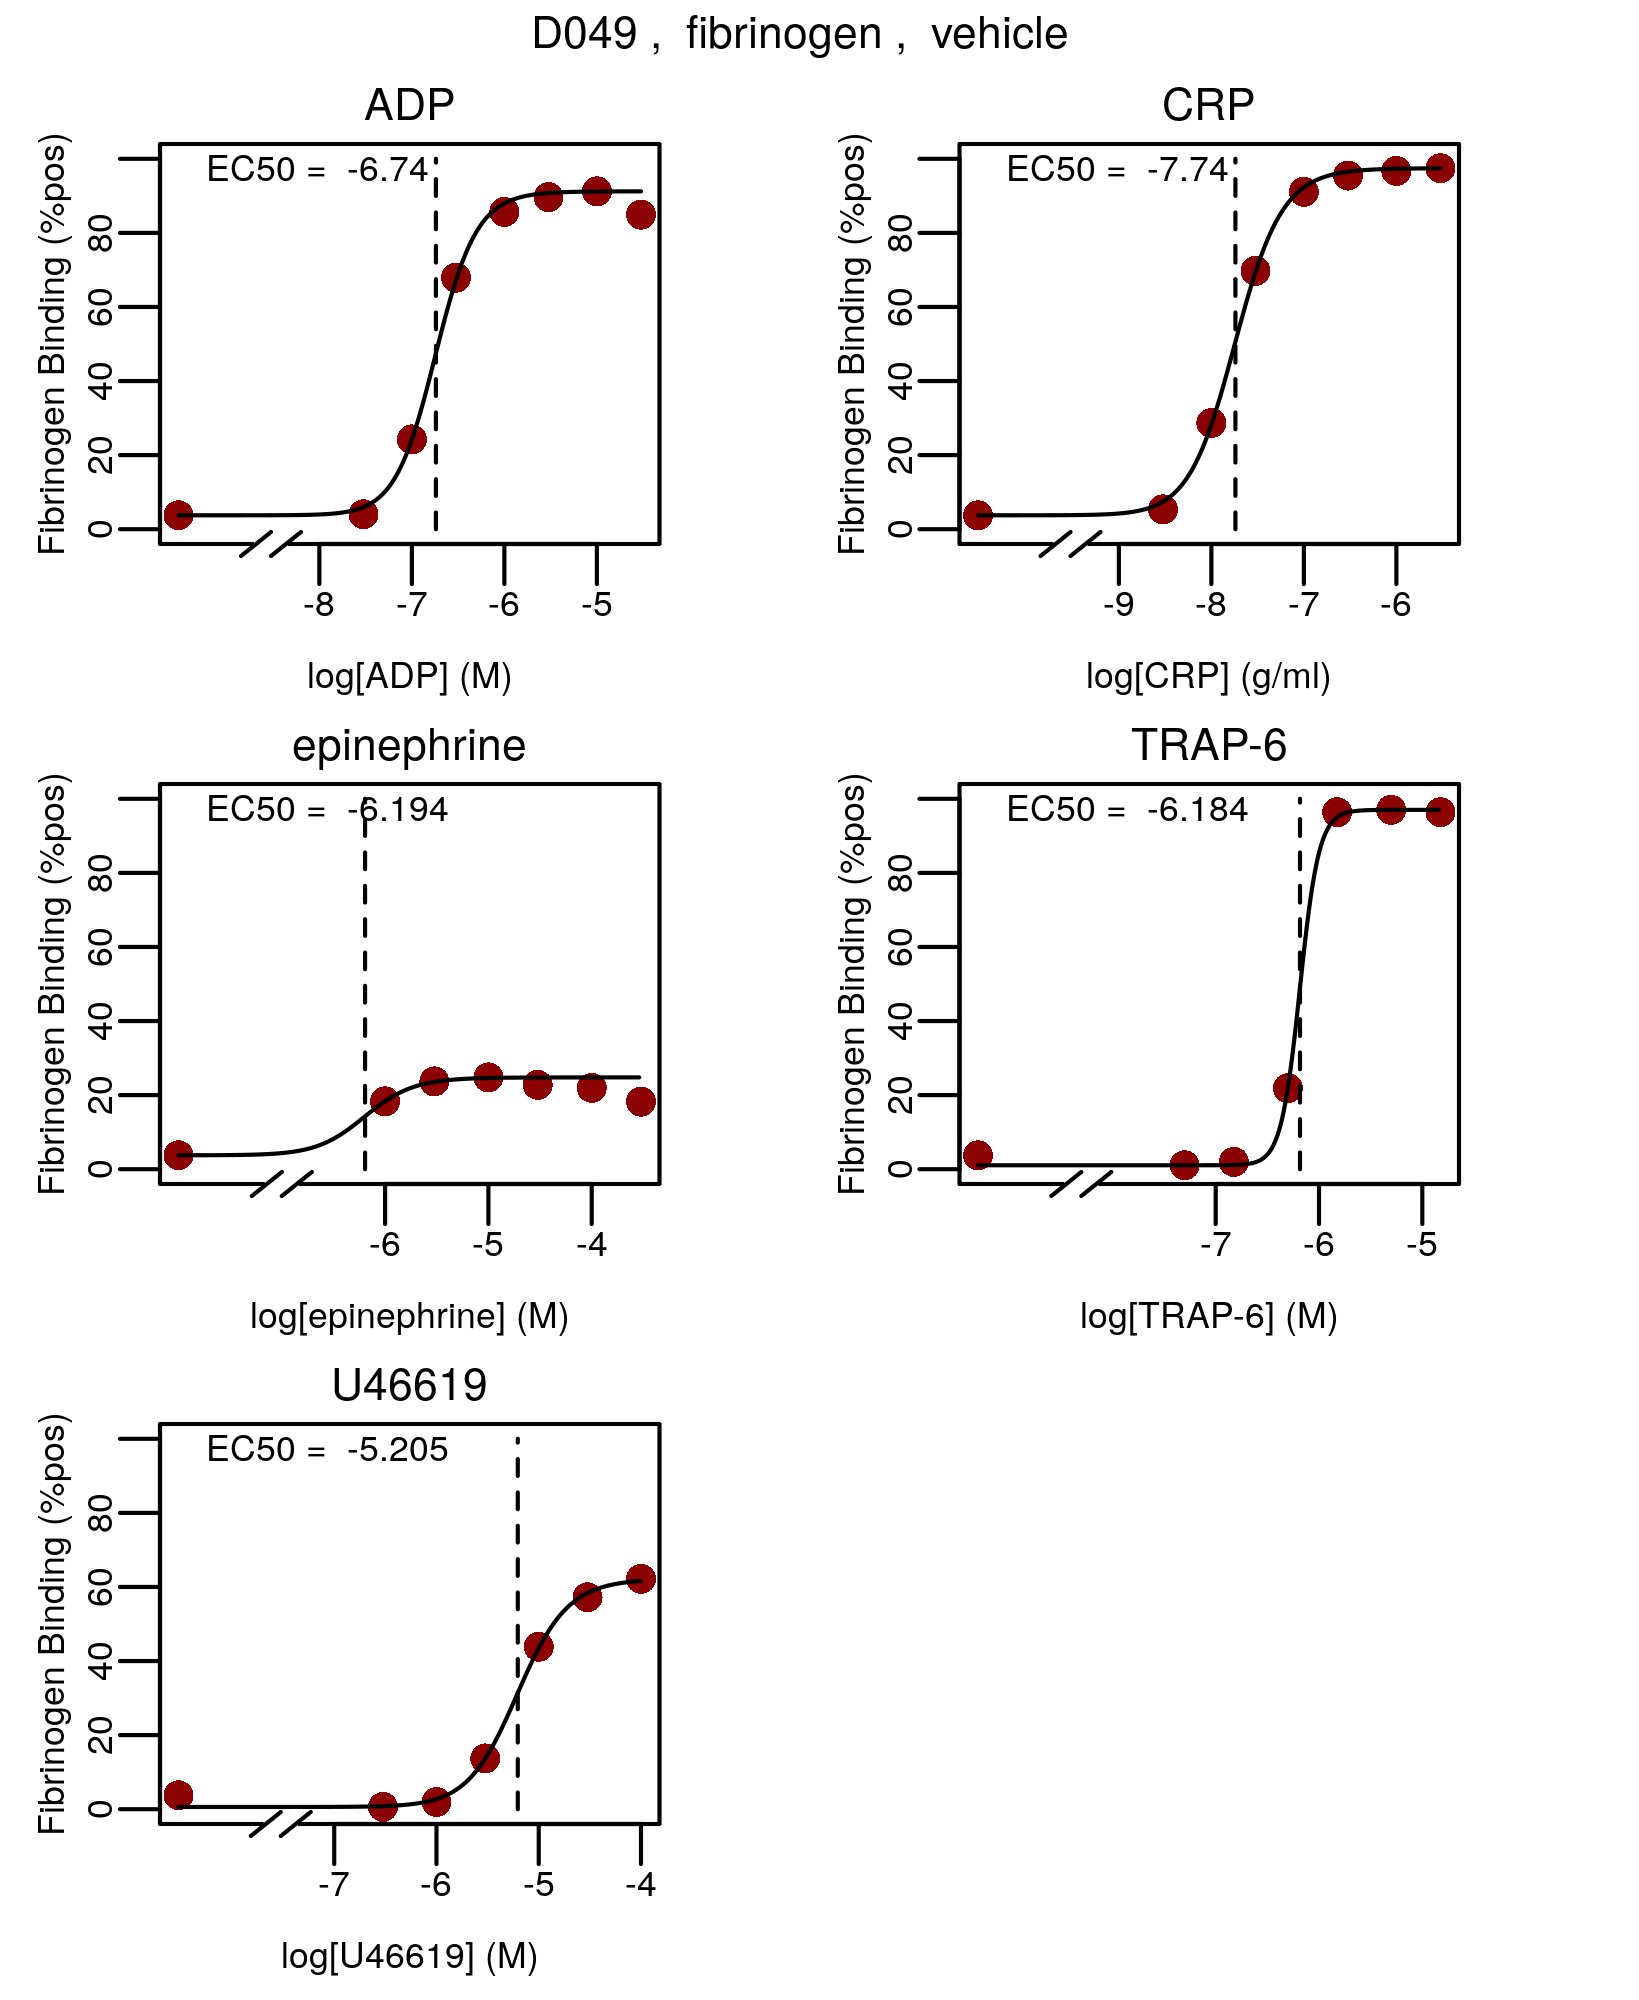 D049 ,  fibrinogen ,  vehicle
ADP
EC50 =  -6.74
Fibrinogen Binding (%pos)
80
60
40
20
0
-8 -7 -6 -5
log[ADP] (M)
CRP
EC50 =  -7.74
Fibrinogen Binding (%pos)
80
60
40
20
0
-9 -8 -7 -6
log[CRP] (g/ml)
epinephrine
EC50 =  -6.194
Fibrinogen Binding (%pos)
80
60
40
20
0
-6 -5 -4
log[epinephrine] (M)
TRAP-6
EC50 =  -6.184
Fibrinogen Binding (%pos)
80
60
40
20
0
-7 -6 -5
log[TRAP-6] (M)
U46619
EC50 =  -5.205
Fibrinogen Binding (%pos)
80
60
40
20
0
-7 -6 -5 -4
log[U46619] (M)